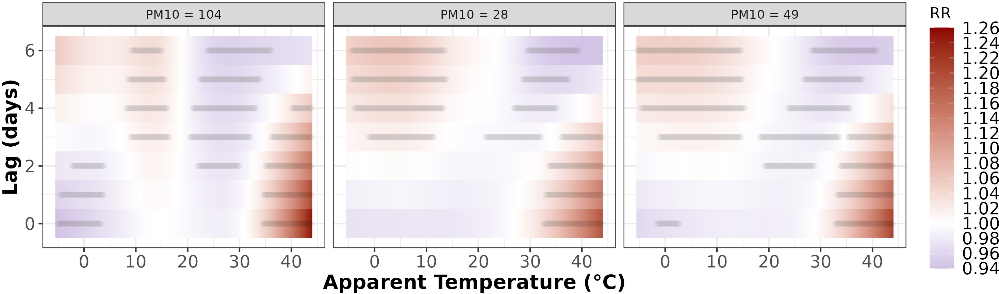 PM10 = 104
PM10 = 28
PM10 = 49
RR
1.26
1.24
1.22
1.20
1.18
1.16
1.14
1.12
1.10
1.08
1.06
1.04
1.02
1.00
0.98
0.96
0.94
Lag (days)
6
4
2
0
0 10 20 30 40
0 10 20 30 40
0 10 20 30 40
Apparent Temperature (°C)